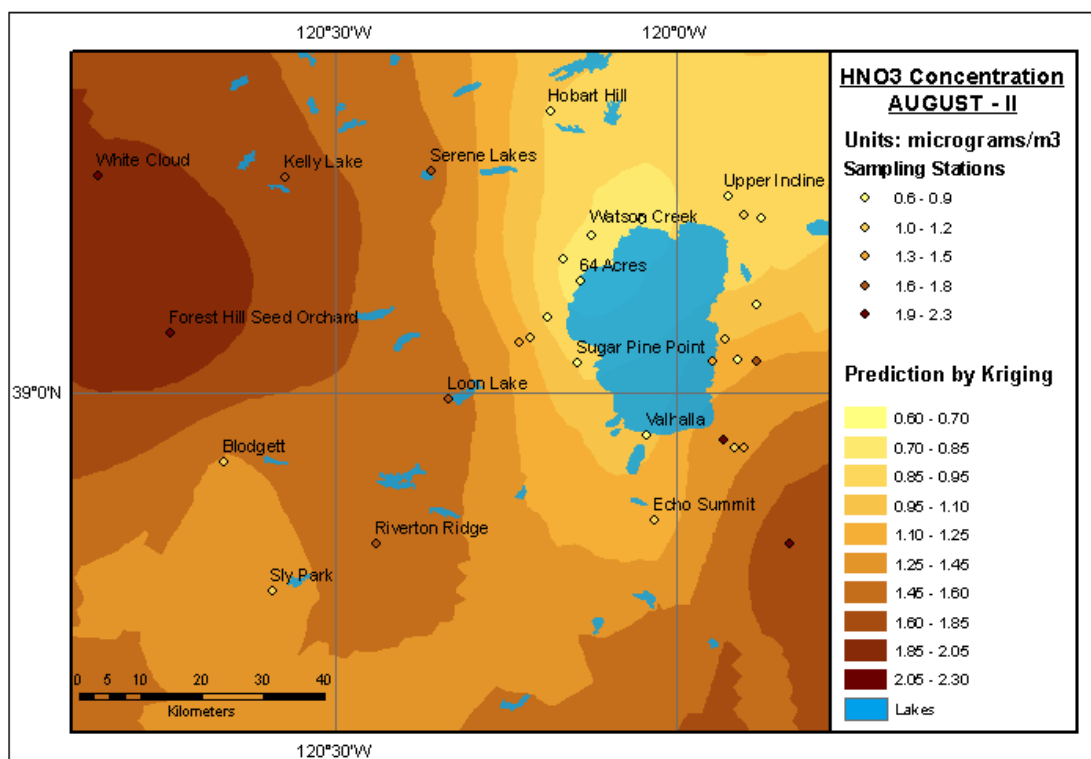 120°30'W
120°0'W
Hobart Hill
White Cloud
Kelly Lake
Serene Lakes
Upper Incline
Watson Creek
64 Acres
Forest Hill Seed Orchard
Sugar Pine Point
39°0'N
Loon Lake
Valhalla
Blodgett
Echo Summit
Riverton Ridge
Sly Park
0 5 10 20 30 40
Kilometers
120°30'W
HNO3 Concentration
AUGUST - II
Units: micrograms/m3
Sampling Stations
0.6 - 0.9
1.0 - 1.2
1.3 - 1.5
1.6 - 1.8
1.9 - 2.3
Prediction by Kriging
0.60 - 0.70
0.70 - 0.85
0.85 - 0.95
0.95 - 1.10
1.10 - 1.25
1.25 - 1.45
1.45 - 1.60
1.60 - 1.85
1.85 - 2.05
2.05 - 2.30
Lakes